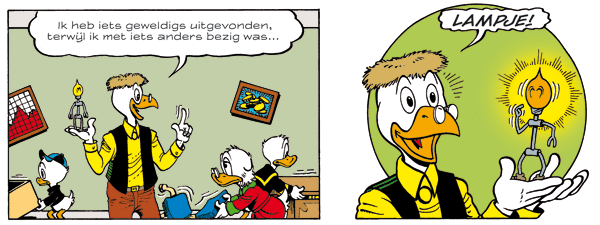 Ik heb iets geweldigs uitgevonden,
terwijl ik met iets anders bezig was...
LAMPJE!